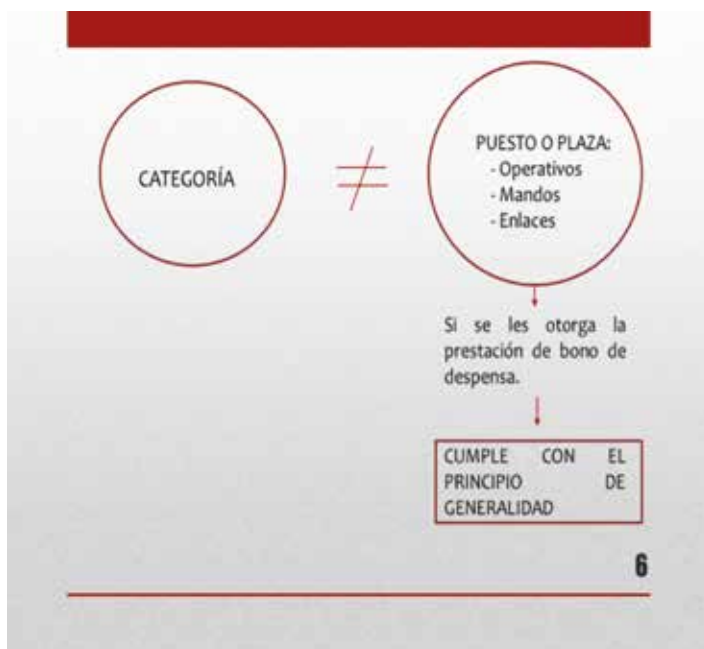 CATEGORÍA
≠
PUESTO O PLAZA:
- Operativos
- Mandos
- Enlaces
Si se les otorga la
prestación de bono de
despensa.
CUMPLE CON EL
PRINCIPIO DE
GENERALIDAD
6